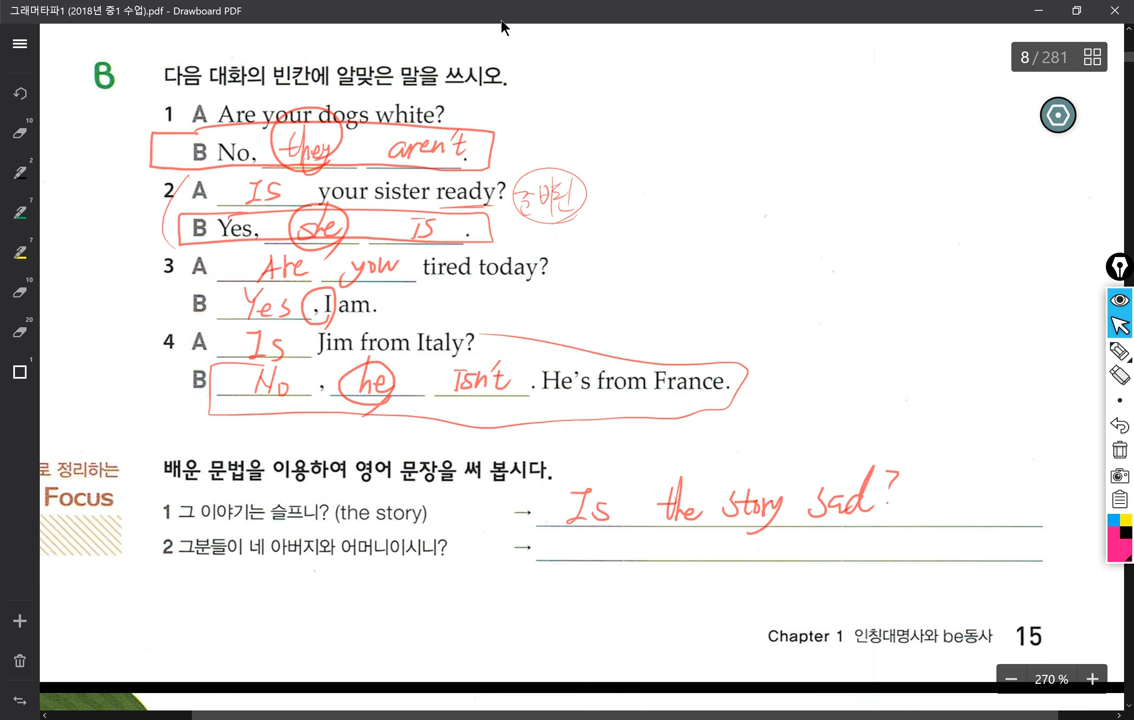 그래머타파1 (2018년 중1 수업).pdf - Drawboard PDF
8 / 281
B 다음 대화의 빈칸에 알맞은 말을 쓰시오.
1 A Are your dogs white?
B No, they aren't.
2 A Is your sister ready? 준비된
B Yes, she is.
3 A Are you tired today?
B Yes, I am.
4 A Is Jim from Italy?
B No, he isn't. He's from France.
로 정리하는
Focus
배운 문법을 이용하여 영어 문장을 써 봅시다.
1 그 이야기는 슬프니? (the story) → Is the story sad?
2 그분들이 네 아버지와 어머니이시니? →
Chapter 1 인칭대명사와 be동사 15
270 %
10
2
7
7
10
20
1